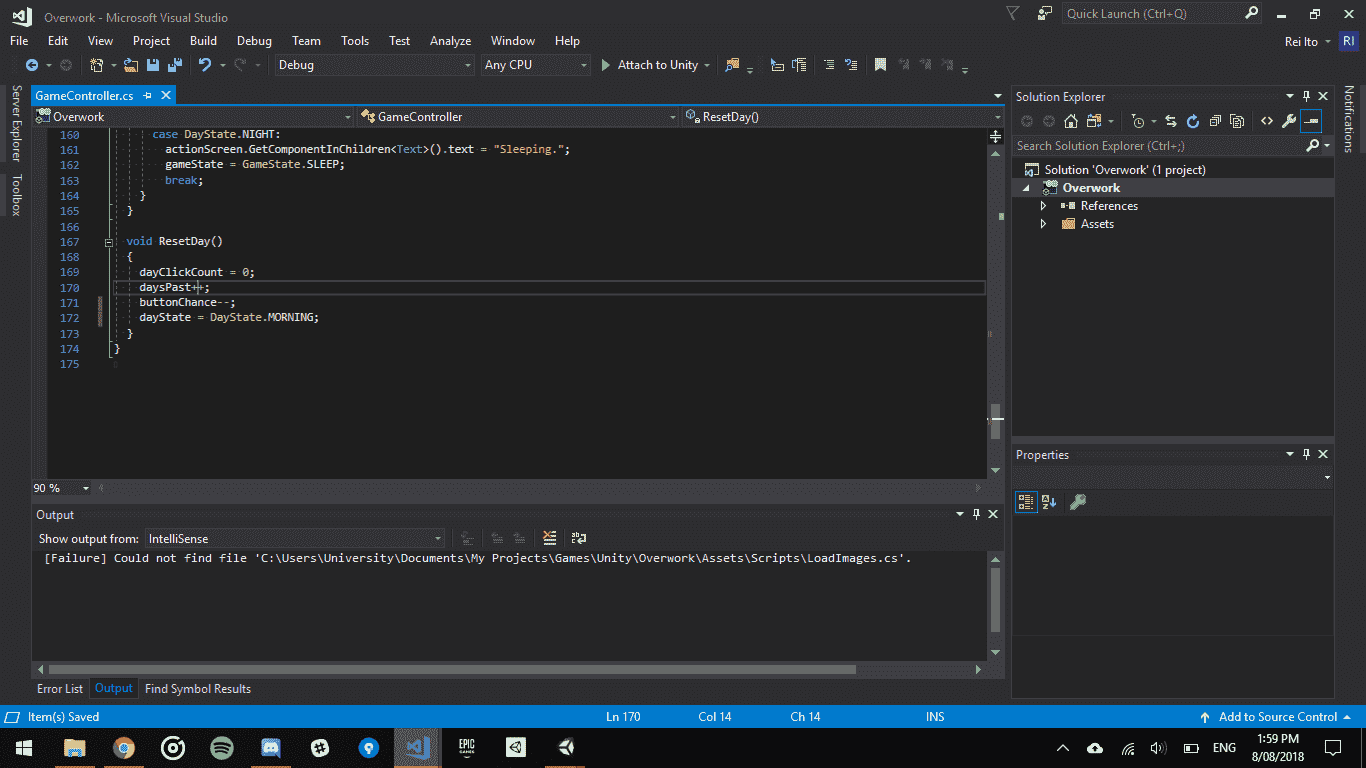 Overwork - Microsoft Visual Studio
Quick Launch (Ctrl+Q)
File Edit View Project Build Debug Team Tools Test Analyze Window Help
Rei Ito RI
Debug Any CPU Attach to Unity
Server Explorer
Toolbox
GameController.cs
Overwork GameController ResetDay()
160 case DayState.NIGHT:
161 actionScreen.GetComponentInChildren<Text>().text = "Sleeping.";
162 gameState = GameState.SLEEP;
163 break;
164 }
165 }
166
167 void ResetDay()
168 {
169 dayClickCount = 0;
170 daysPast++;
171 buttonChance--;
172 dayState = DayState.MORNING;
173 }
174 }
175
90 %
Output
Show output from: IntelliSense
[Failure] Could not find file 'C:\Users\University\Documents\My Projects\Games\Unity\Overwork\Assets\Scripts\LoadImages.cs'.
Error List Output Find Symbol Results
Solution Explorer
Search Solution Explorer (Ctrl+;)
Solution 'Overwork' (1 project)
Overwork
References
Assets
Properties
Notifications
Item(s) Saved Ln 170 Col 14 Ch 14 INS Add to Source Control
EPIC
GAMES
ENG
1:59 PM
8/08/2018